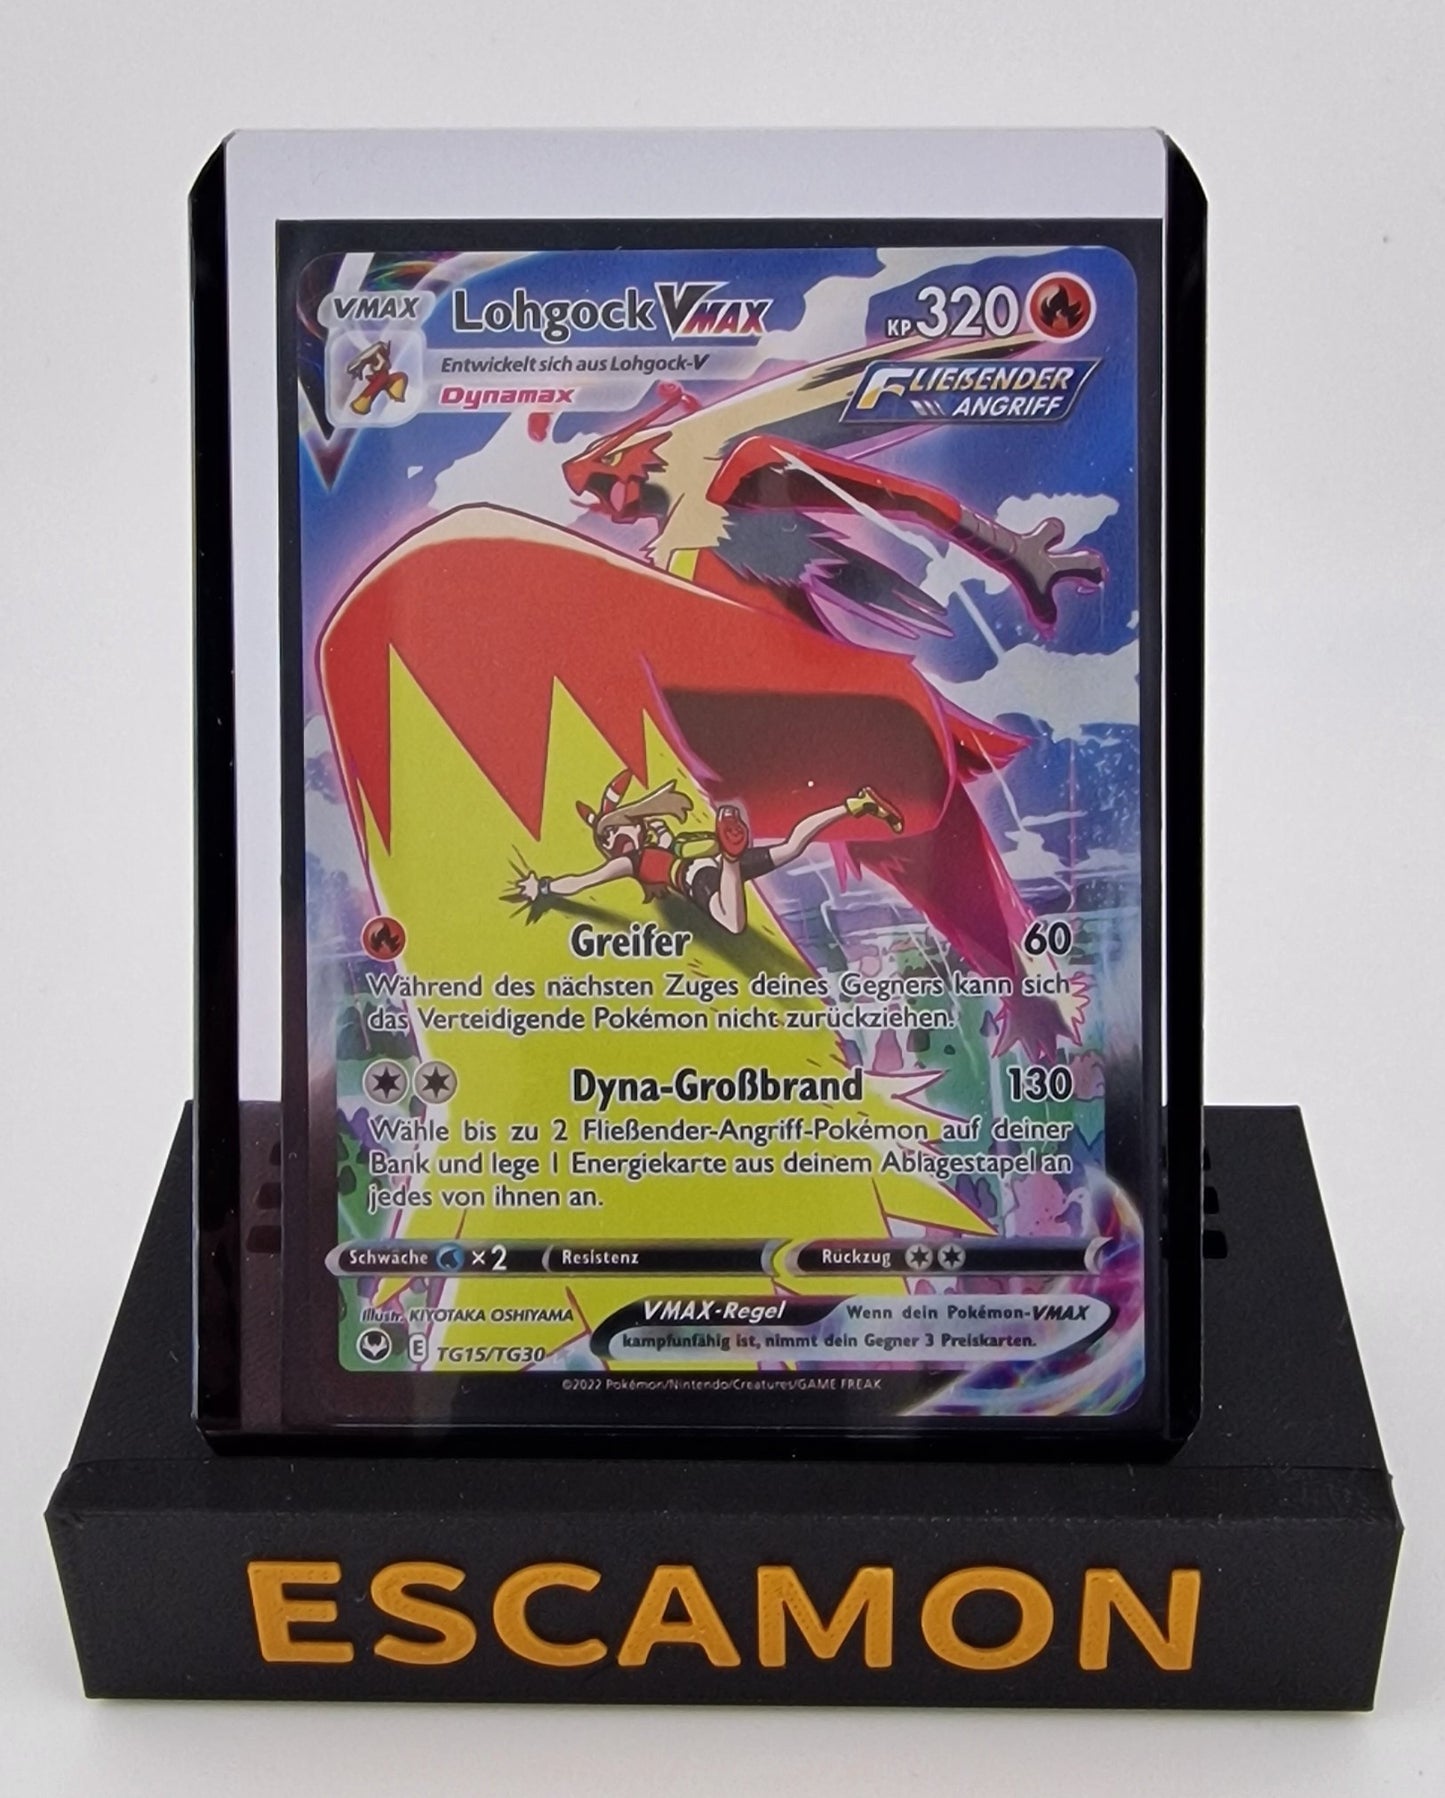 VMAX
Lohgock VMAX
KP 320
Entwickelt sich aus Lohgock-V
Dynamax
FLIEßENDER
ANGRIFF
Greifer 60
Während des nächsten Zuges deines Gegners kann sich
das Verteidigende Pokémon nicht zurückziehen.
Dyna-Großbrand 130
Wähle bis zu 2 Fließender-Angriff-Pokémon auf deiner
Bank und lege 1 Energiekarte aus deinem Ablagestapel an
jedes von ihnen an.
Schwäche ×2 Resistenz Rückzug
Illustr. KIYOTAKA OSHIYAMA
E TG15/TG30
VMAX-Regel Wenn dein Pokémon-VMAX
kampfunfähig ist, nimmt dein Gegner 3 Preiskarten.
©2022 Pokémon/Nintendo/Creatures/GAME FREAK
ESCAMON